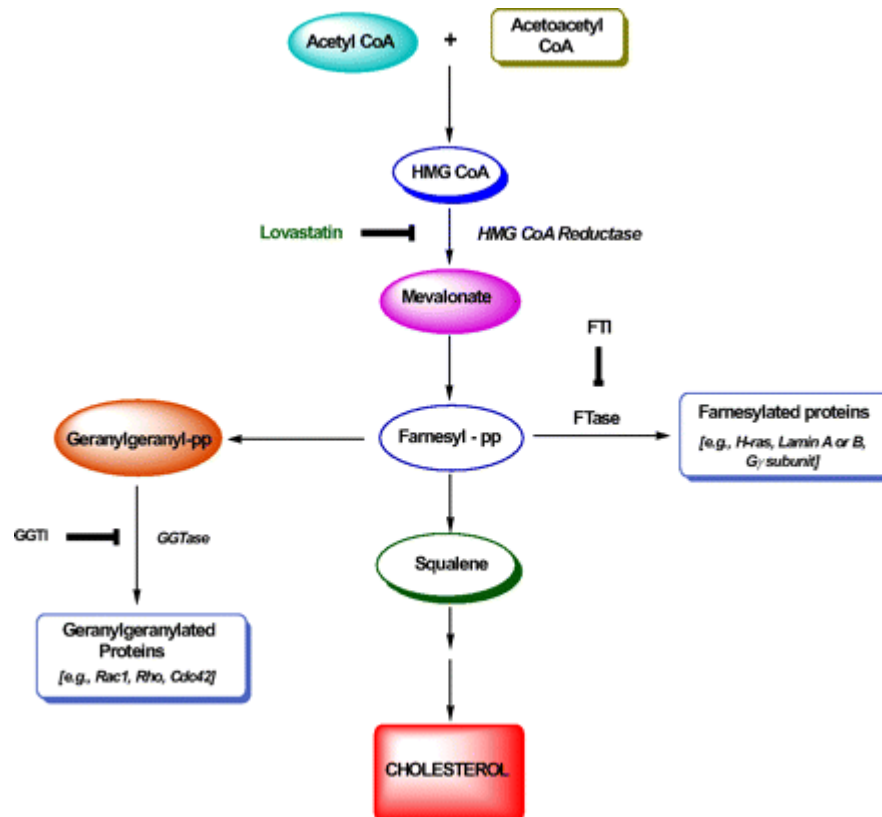 Acetyl CoA
+
Acetoacetyl
CoA
HMG CoA
Lovastatin
HMG CoA Reductase
Mevalonate
FTI
FTase
Farnesylated proteins
[e.g., H-ras, Lamin A or B,
Gγ subunit]
Geranylgeranyl-pp
Farnesyl - pp
GGTI
GGTase
Squalene
Geranylgeranylated
Proteins
[e.g., Rac1, Rho, Cdc42]
CHOLESTEROL